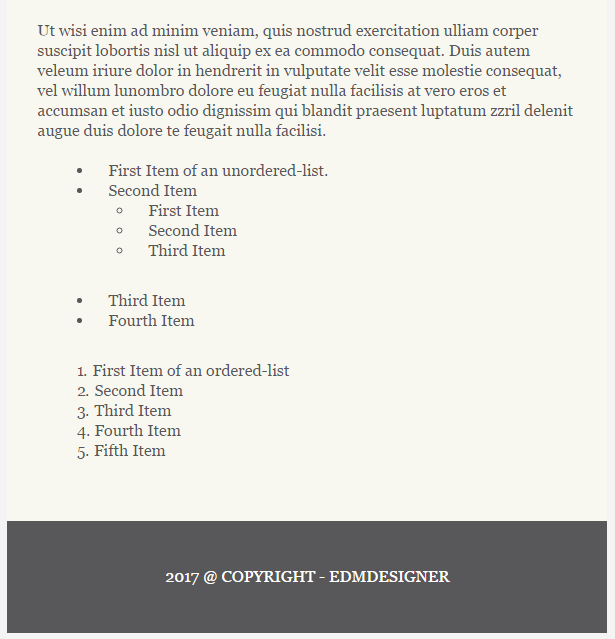 Ut wisi enim ad minim veniam, quis nostrud exercitation ulliam corper
suscipit lobortis nisl ut aliquip ex ea commodo consequat. Duis autem
veleum iriure dolor in hendrerit in vulputate velit esse molestie consequat,
vel willum lunombro dolore eu feugiat nulla facilisis at vero eros et
accumsan et iusto odio dignissim qui blandit praesent luptatum zzril delenit
augue duis dolore te feugait nulla facilisi.
• First Item of an unordered-list.
• Second Item
○ First Item
○ Second Item
○ Third Item
• Third Item
• Fourth Item
1. First Item of an ordered-list
2. Second Item
3. Third Item
4. Fourth Item
5. Fifth Item
2017 @ COPYRIGHT - EDMDESIGNER